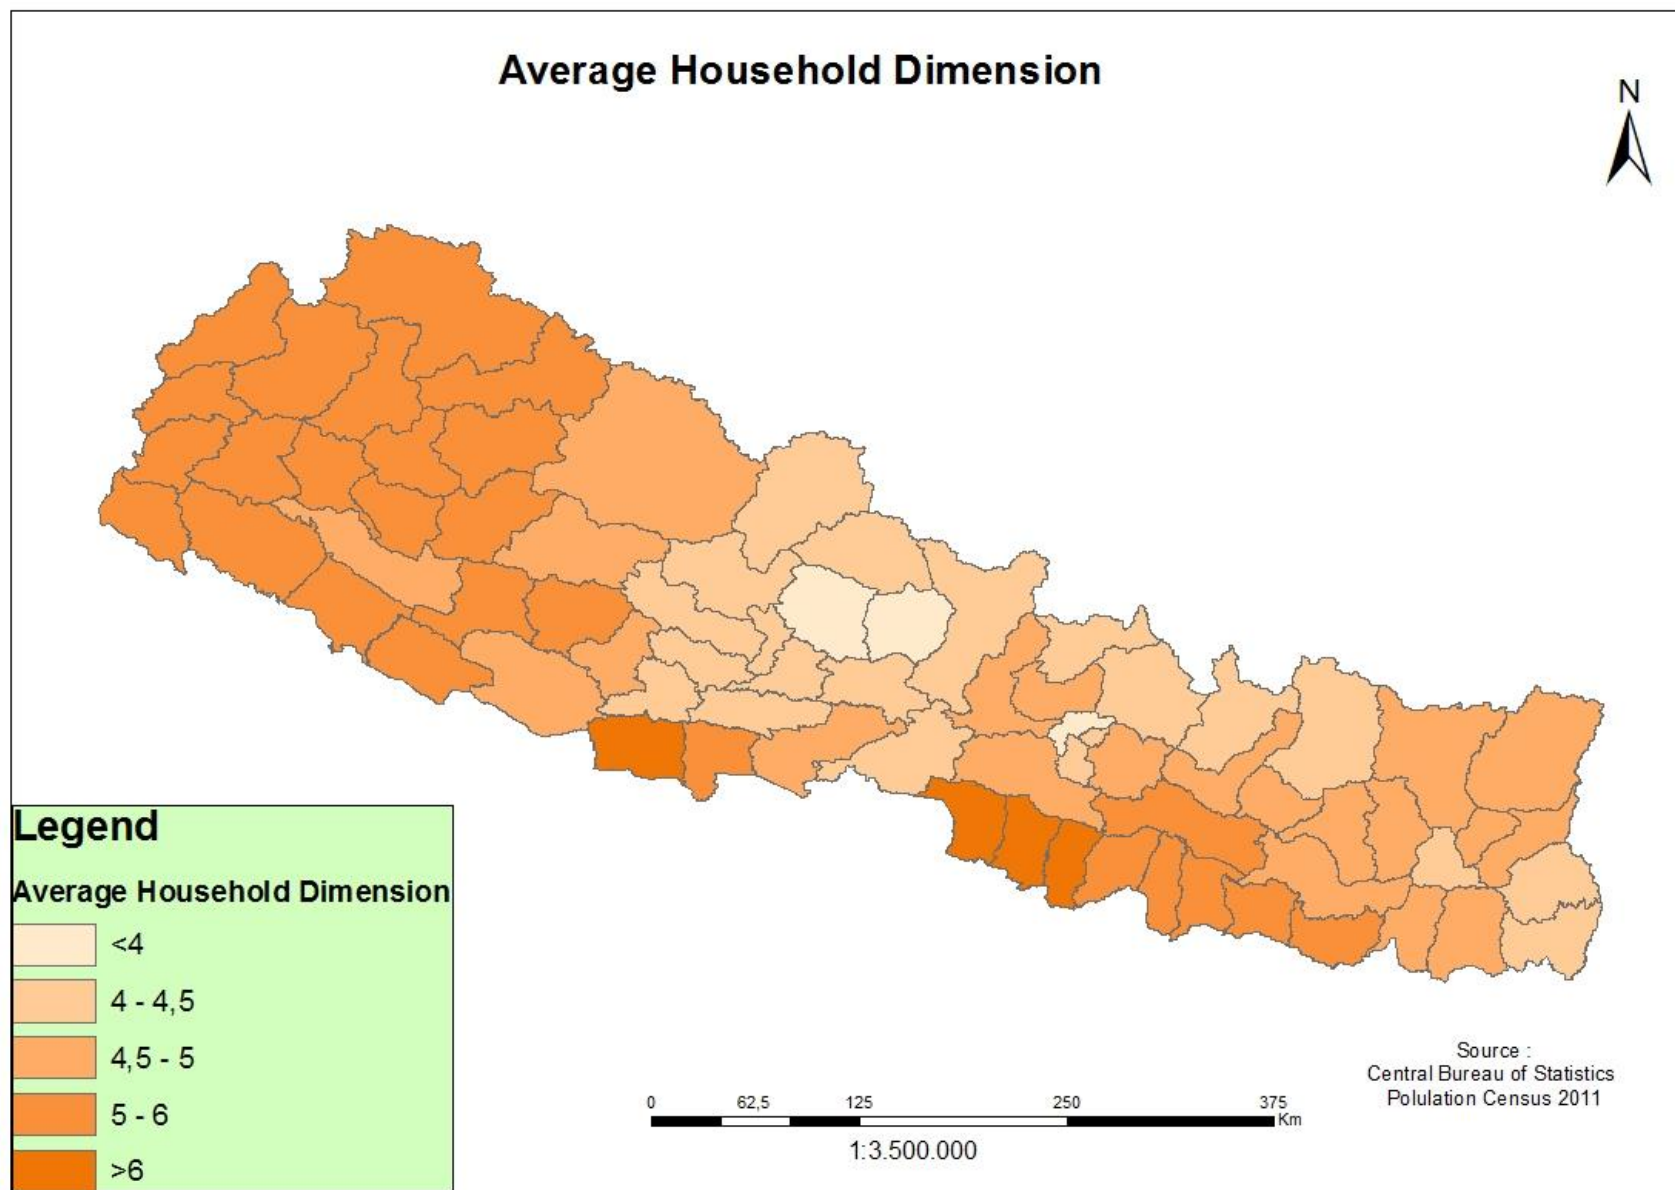 Average Household Dimension
N
Legend
Average Household Dimension
<4
4 - 4,5
4,5 - 5
5 - 6
>6
0 62,5 125 250 375
Km
1:3.500.000
Source :
Central Bureau of Statistics
Polulation Census 2011